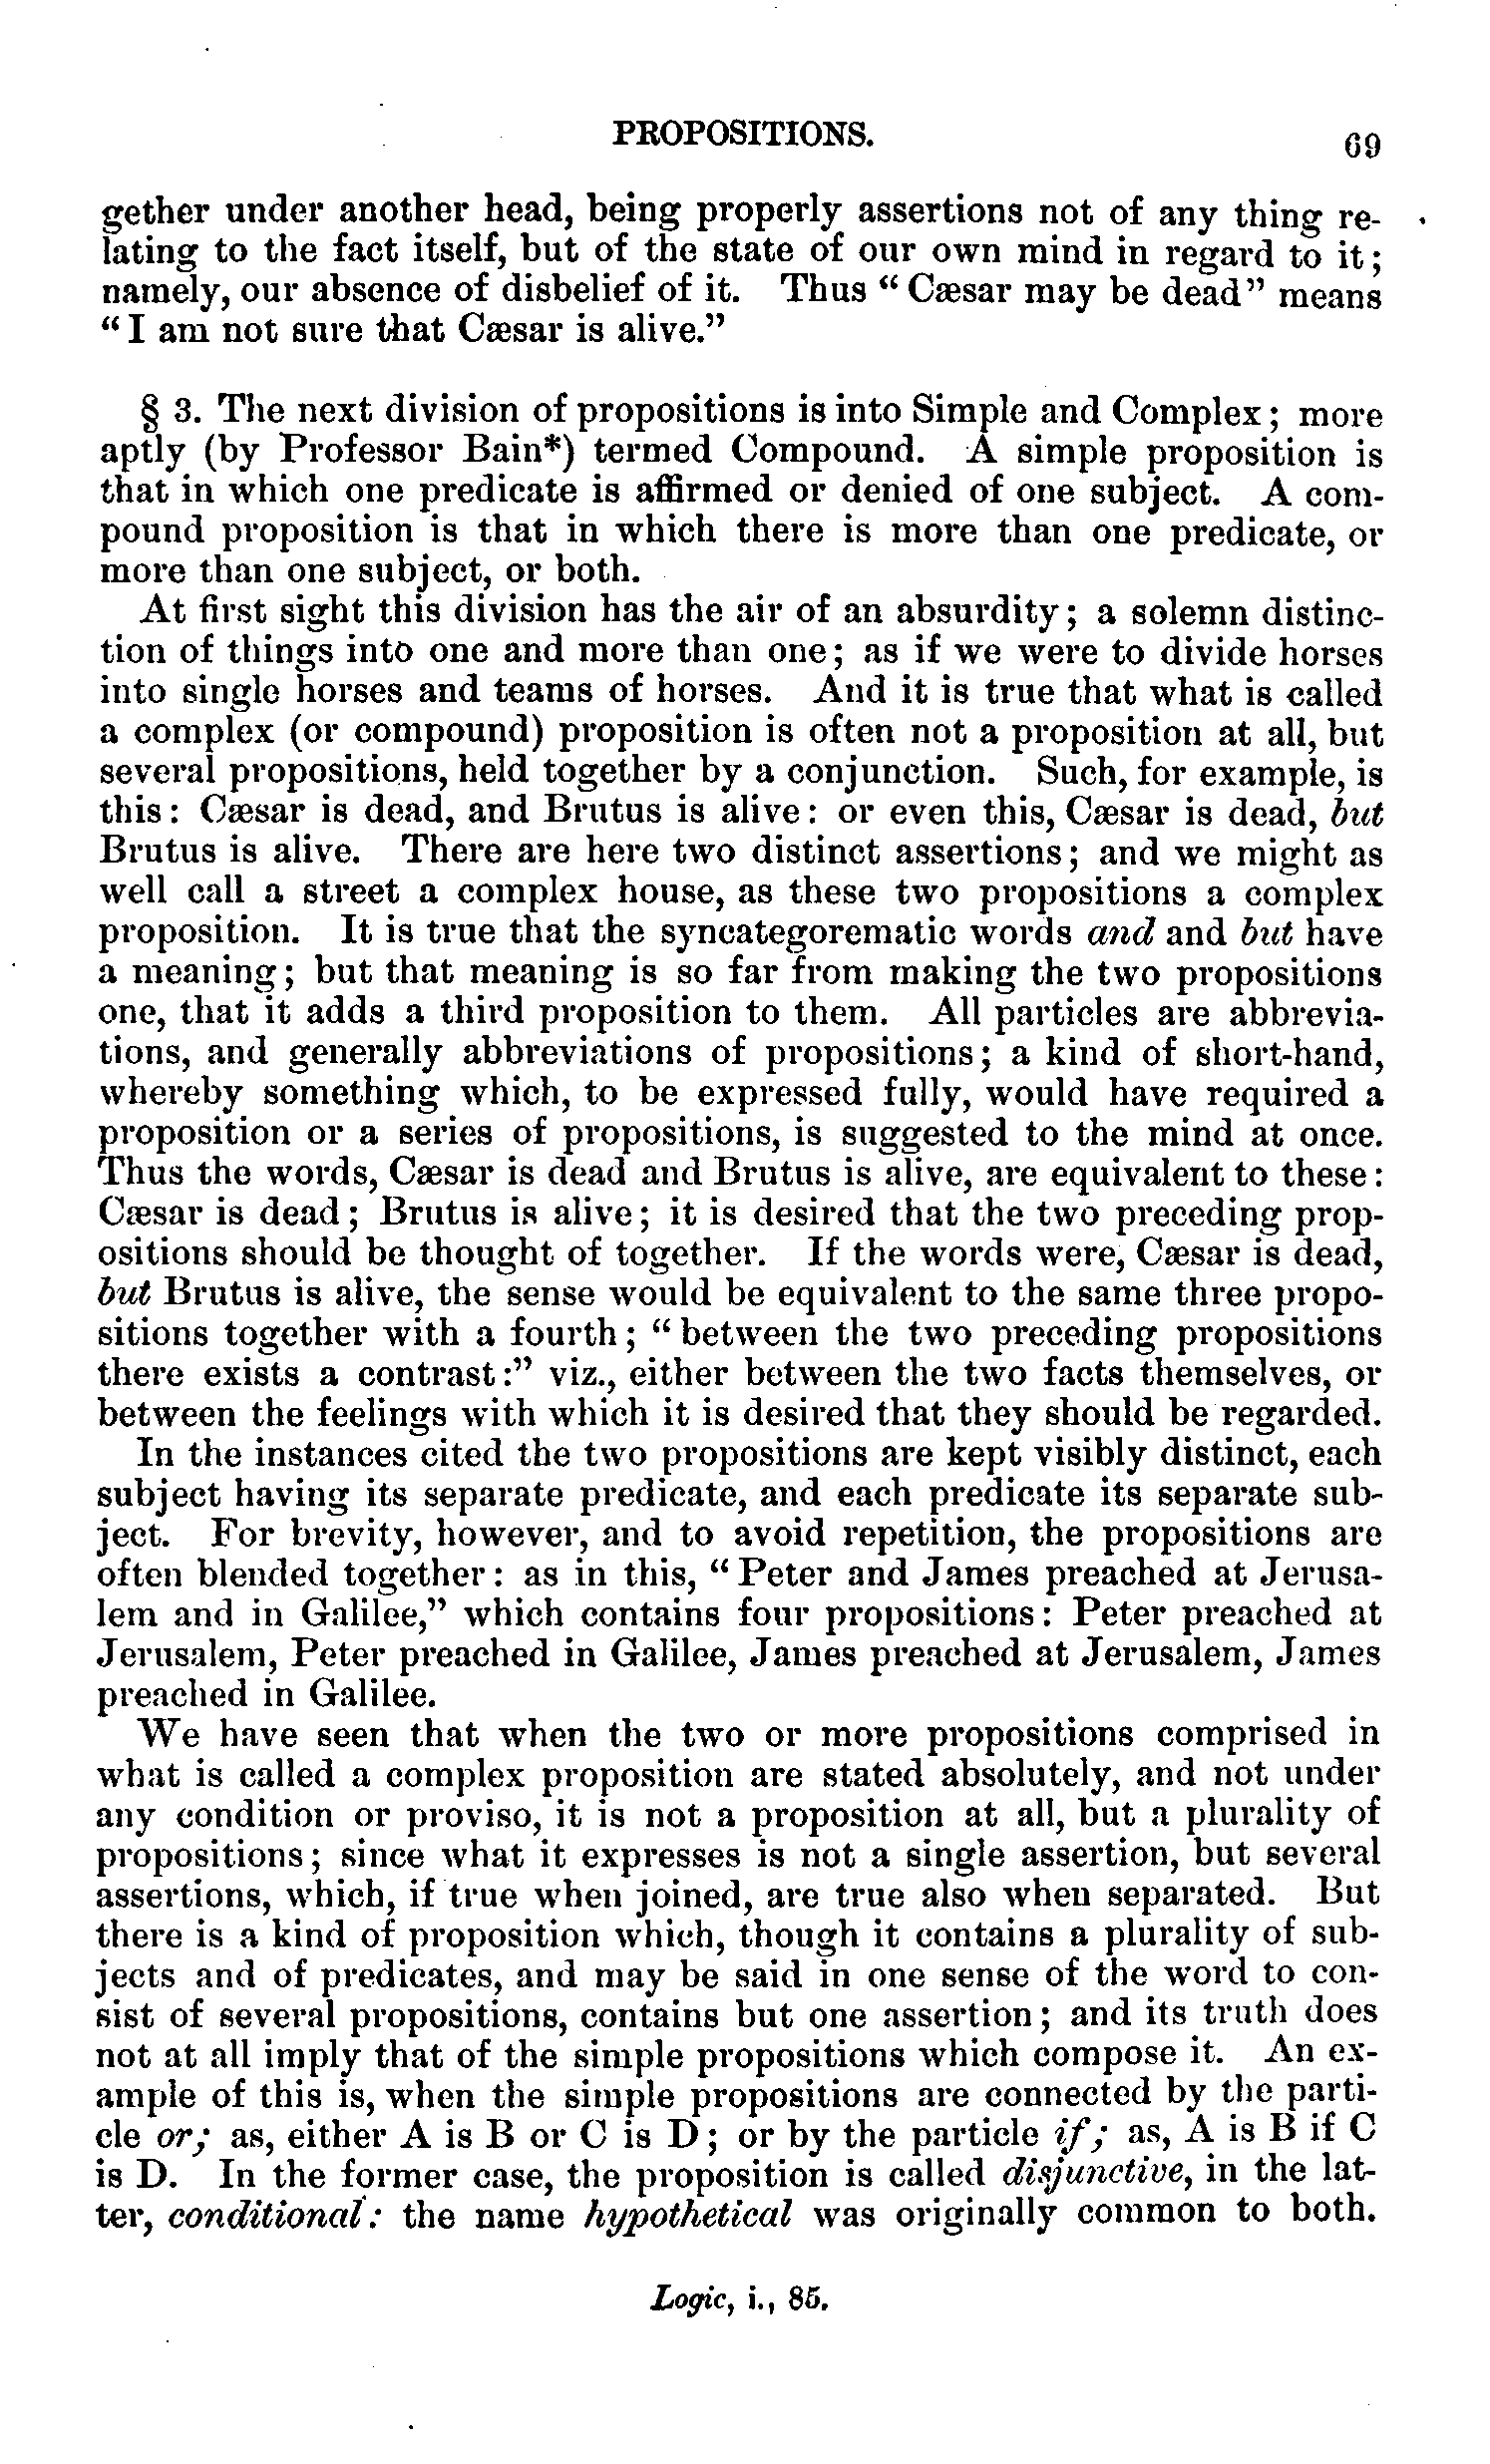 PROPOSITIONS. 69
gether under another head, being properly assertions not of any thing re-
lating to the fact itself, but of the state of our own mind in regard to it;
namely, our absence of disbelief of it. Thus "Cæsar may be dead" means
"I am not sure that Cæsar is alive."
§ 3. The next division of propositions is into Simple and Complex; more
aptly (by Professor Bain*) termed Compound. A simple proposition is
that in which one predicate is affirmed or denied of one subject. A com-
pound proposition is that in which there is more than one predicate, or
more than one subject, or both.
At first sight this division has the air of an absurdity; a solemn distinc-
tion of things into one and more than one; as if we were to divide horses
into single horses and teams of horses. And it is true that what is called
a complex (or compound) proposition is often not a proposition at all, but
several propositions, held together by a conjunction. Such, for example, is
this: Cæsar is dead, and Brutus is alive: or even this, Cæsar is dead, but
Brutus is alive. There are here two distinct assertions; and we might as
well call a street a complex house, as these two propositions a complex
proposition. It is true that the syncategorematic words and and but have
a meaning; but that meaning is so far from making the two propositions
one, that it adds a third proposition to them. All particles are abbrevia-
tions, and generally abbreviations of propositions; a kind of short-hand,
whereby something which, to be expressed fully, would have required a
proposition or a series of propositions, is suggested to the mind at once.
Thus the words, Cæsar is dead and Brutus is alive, are equivalent to these:
Cæsar is dead; Brutus is alive; it is desired that the two preceding prop-
ositions should be thought of together. If the words were, Cæsar is dead,
but Brutus is alive, the sense would be equivalent to the same three propo-
sitions together with a fourth; "between the two preceding propositions
there exists a contrast:" viz., either between the two facts themselves, or
between the feelings with which it is desired that they should be regarded.
In the instances cited the two propositions are kept visibly distinct, each
subject having its separate predicate, and each predicate its separate sub-
ject. For brevity, however, and to avoid repetition, the propositions are
often blended together: as in this, "Peter and James preached at Jerusa-
lem and in Galilee," which contains four propositions: Peter preached at
Jerusalem, Peter preached in Galilee, James preached at Jerusalem, James
preached in Galilee.
We have seen that when the two or more propositions comprised in
what is called a complex proposition are stated absolutely, and not under
any condition or proviso, it is not a proposition at all, but a plurality of
propositions; since what it expresses is not a single assertion, but several
assertions, which, if true when joined, are true also when separated. But
there is a kind of proposition which, though it contains a plurality of sub-
jects and of predicates, and may be said in one sense of the word to con-
sist of several propositions, contains but one assertion; and its truth does
not at all imply that of the simple propositions which compose it. An ex-
ample of this is, when the simple propositions are connected by the parti-
cle or; as, either A is B or C is D; or by the particle if; as, A is B if C
is D. In the former case, the proposition is called disjunctive, in the lat-
ter, conditional: the name hypothetical was originally common to both.
Logic, i., 85.